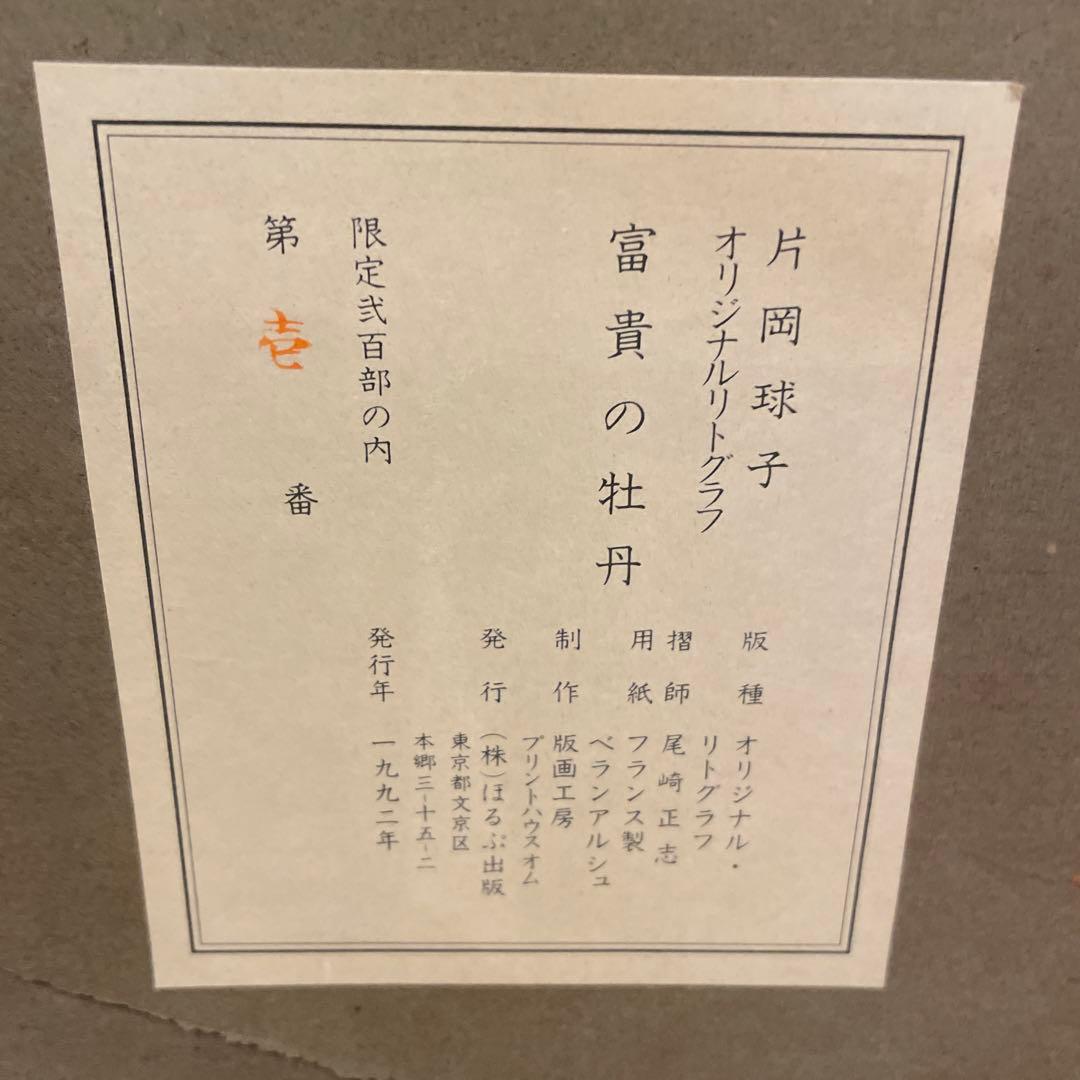 片岡球子
オリジナルリトグラフ
富貴の牡丹
限定弐百部の内
第壱番
版種 オリジナル・
リトグラフ
摺師 尾崎正志
用紙 フランス製
ベランアルシュ
制作 版画工房
プリントハウスオム
発行 (株)ほるぷ出版
東京都文京区
本郷三-十五-二
発行年 一九九二年